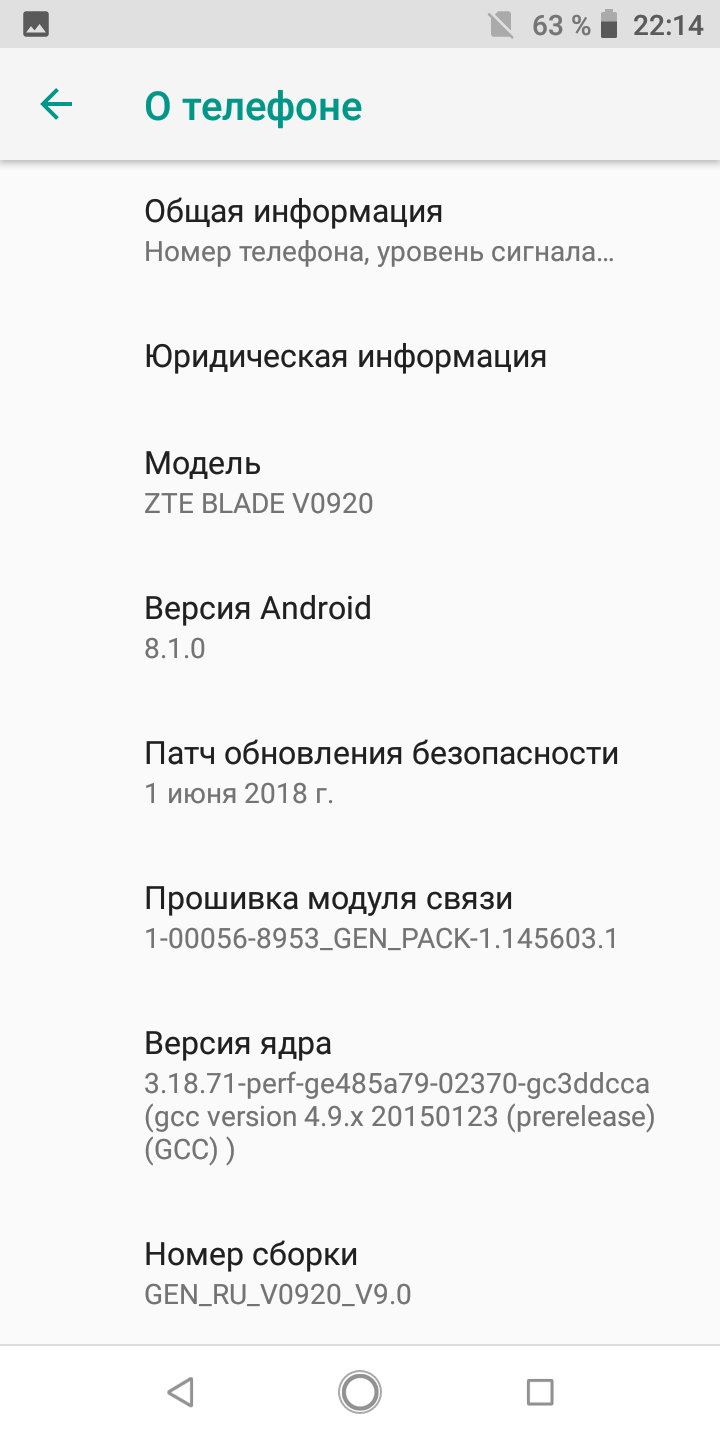 63 % 22:14
О телефоне
Общая информация
Номер телефона, уровень сигнала…
Юридическая информация
Модель
ZTE BLADE V0920
Версия Android
8.1.0
Патч обновления безопасности
1 июня 2018 г.
Прошивка модуля связи
1-00056-8953_GEN_PACK-1.145603.1
Версия ядра
3.18.71-perf-ge485a79-02370-gc3ddcca
(gcc version 4.9.x 20150123 (prerelease)
(GCC) )
Номер сборки
GEN_RU_V0920_V9.0